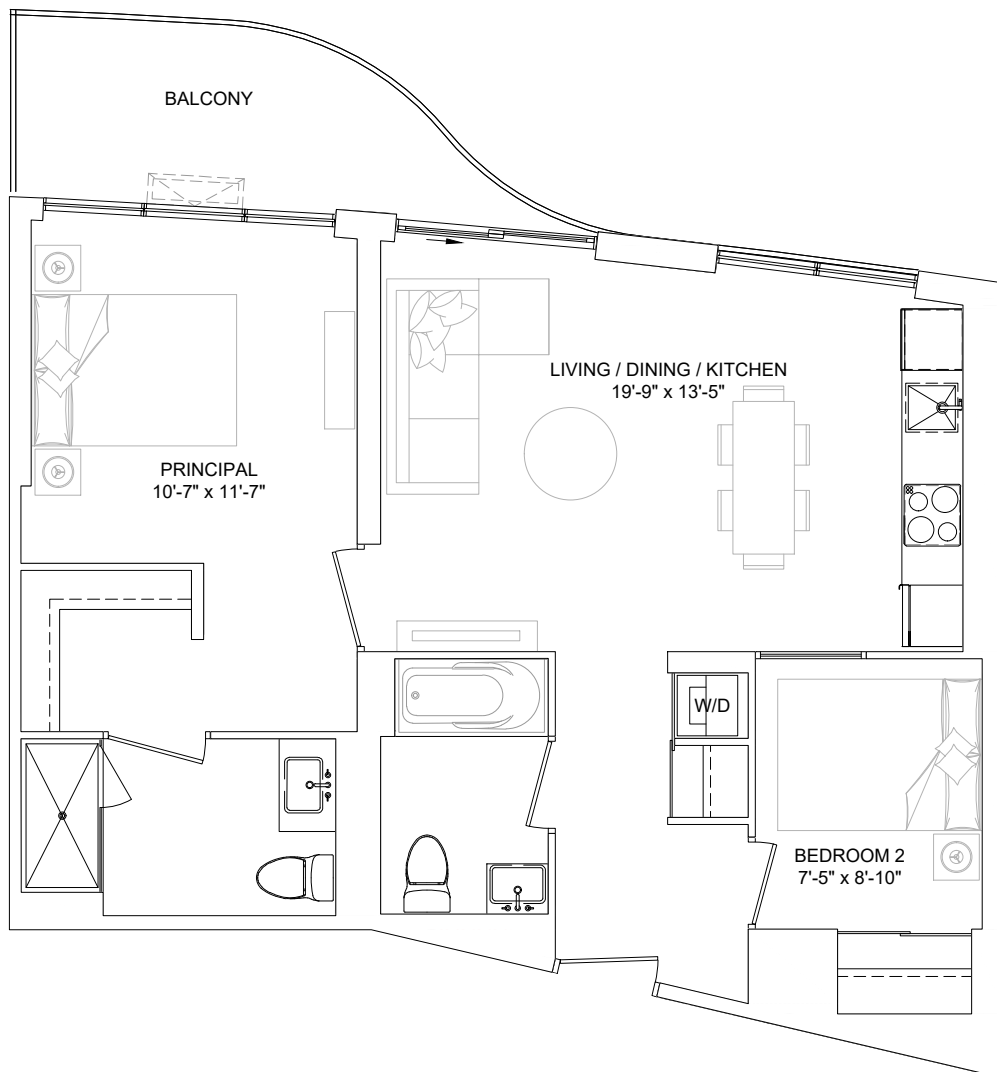 BALCONY
LIVING / DINING / KITCHEN
19'-9" x 13'-5"
PRINCIPAL
10'-7" x 11'-7"
W/D
BEDROOM 2
7'-5" x 8'-10"